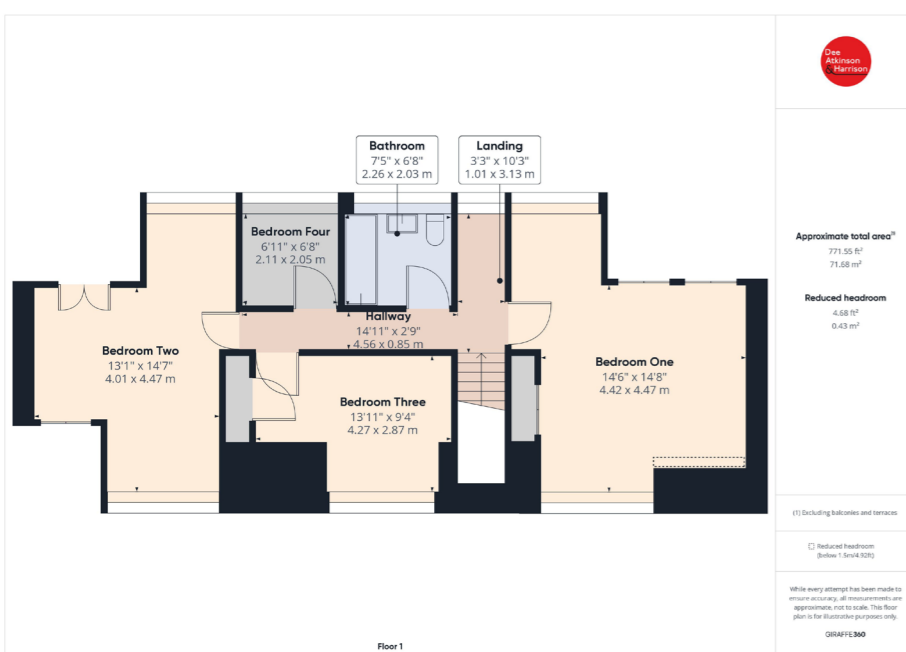 Dee
Atkinson
& Harrison
Bathroom
7'5" x 6'8"
2.26 x 2.03 m
Landing
3'3" x 10'3"
1.01 x 3.13 m
Bedroom Four
6'11" x 6'8"
2.11 x 2.05 m
Hallway
14'11" x 2'9"
4.56 x 0.85 m
Bedroom Two
13'1" x 14'7"
4.01 x 4.47 m
Bedroom Three
13'11" x 9'4"
4.27 x 2.87 m
Bedroom One
14'6" x 14'8"
4.42 x 4.47 m
Floor 1
Approximate total area(1)
771.55 ft²
71.68 m²
Reduced headroom
4.68 ft²
0.43 m²
(1) Excluding balconies and terraces
Reduced headroom
(below 1.5m/4.92ft)
While every attempt has been made to
ensure accuracy, all measurements are
approximate, not to scale. This floor
plan is for illustrative purposes only.
GIRAFFE360